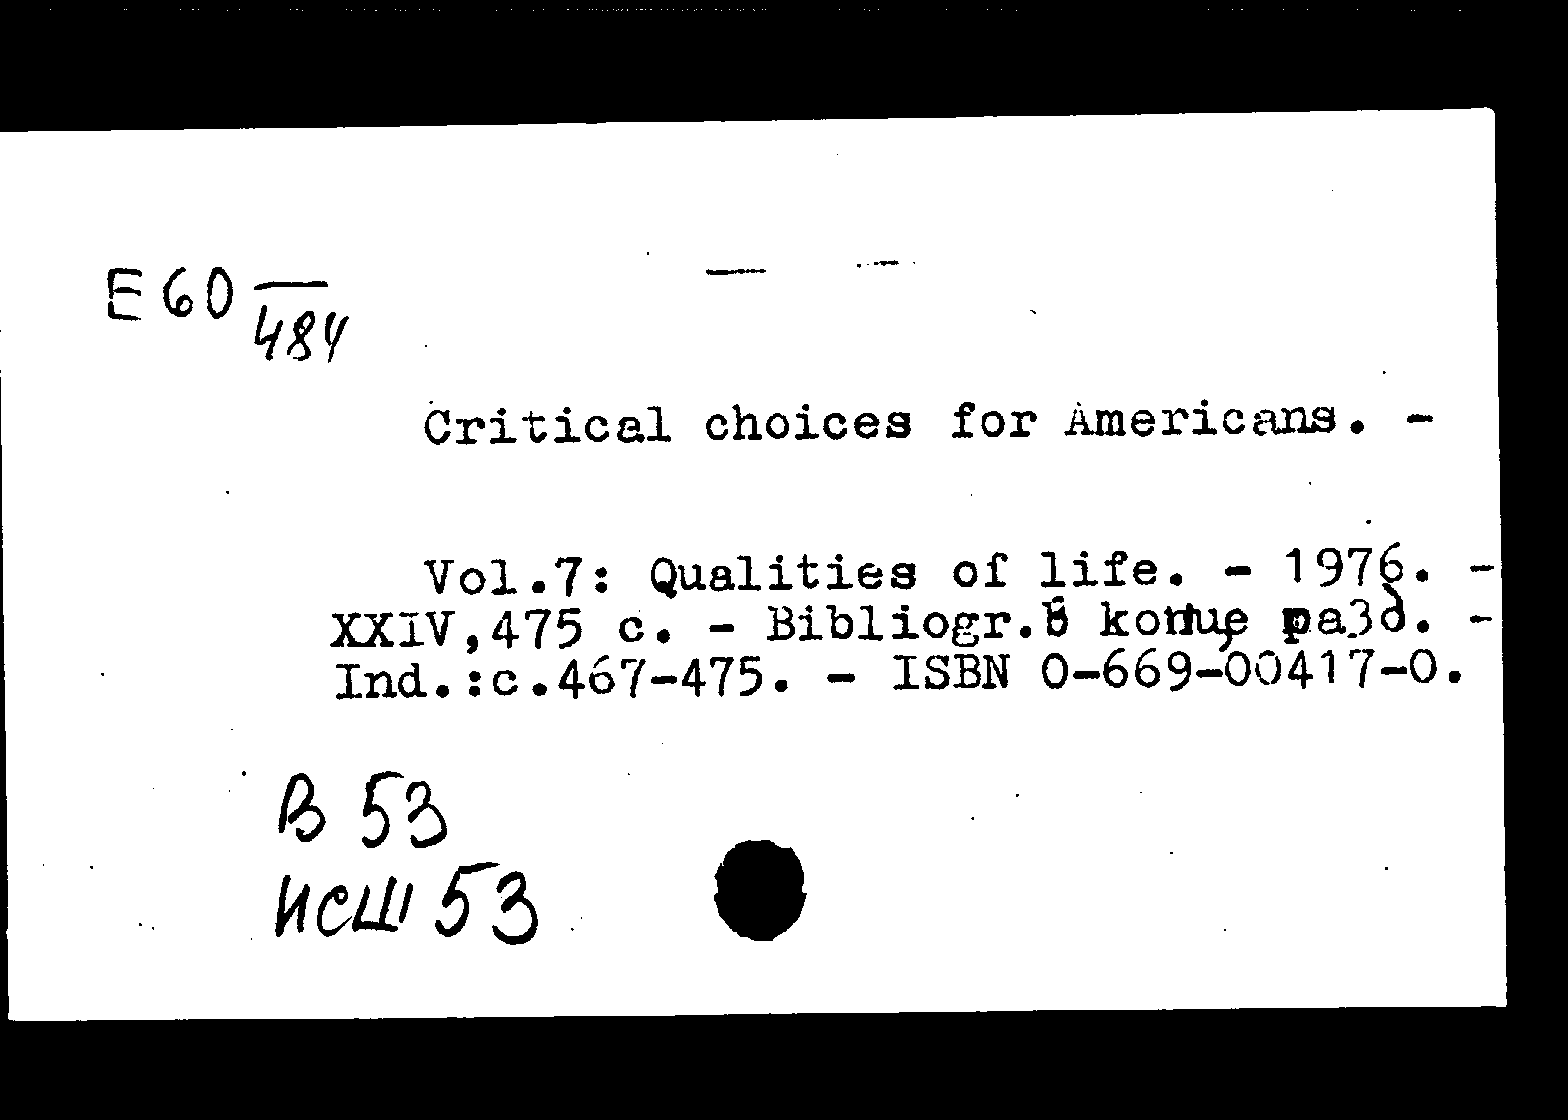 E60
484
Critical choices for Americans. -
Vol.7: Qualities of life. - 1976. -
XXIV,475 c. - Bibliogr.в конце разд. -
Ind.:c.467-475. - ISBN 0-669-00417-0.
В 53
ИСШ 53